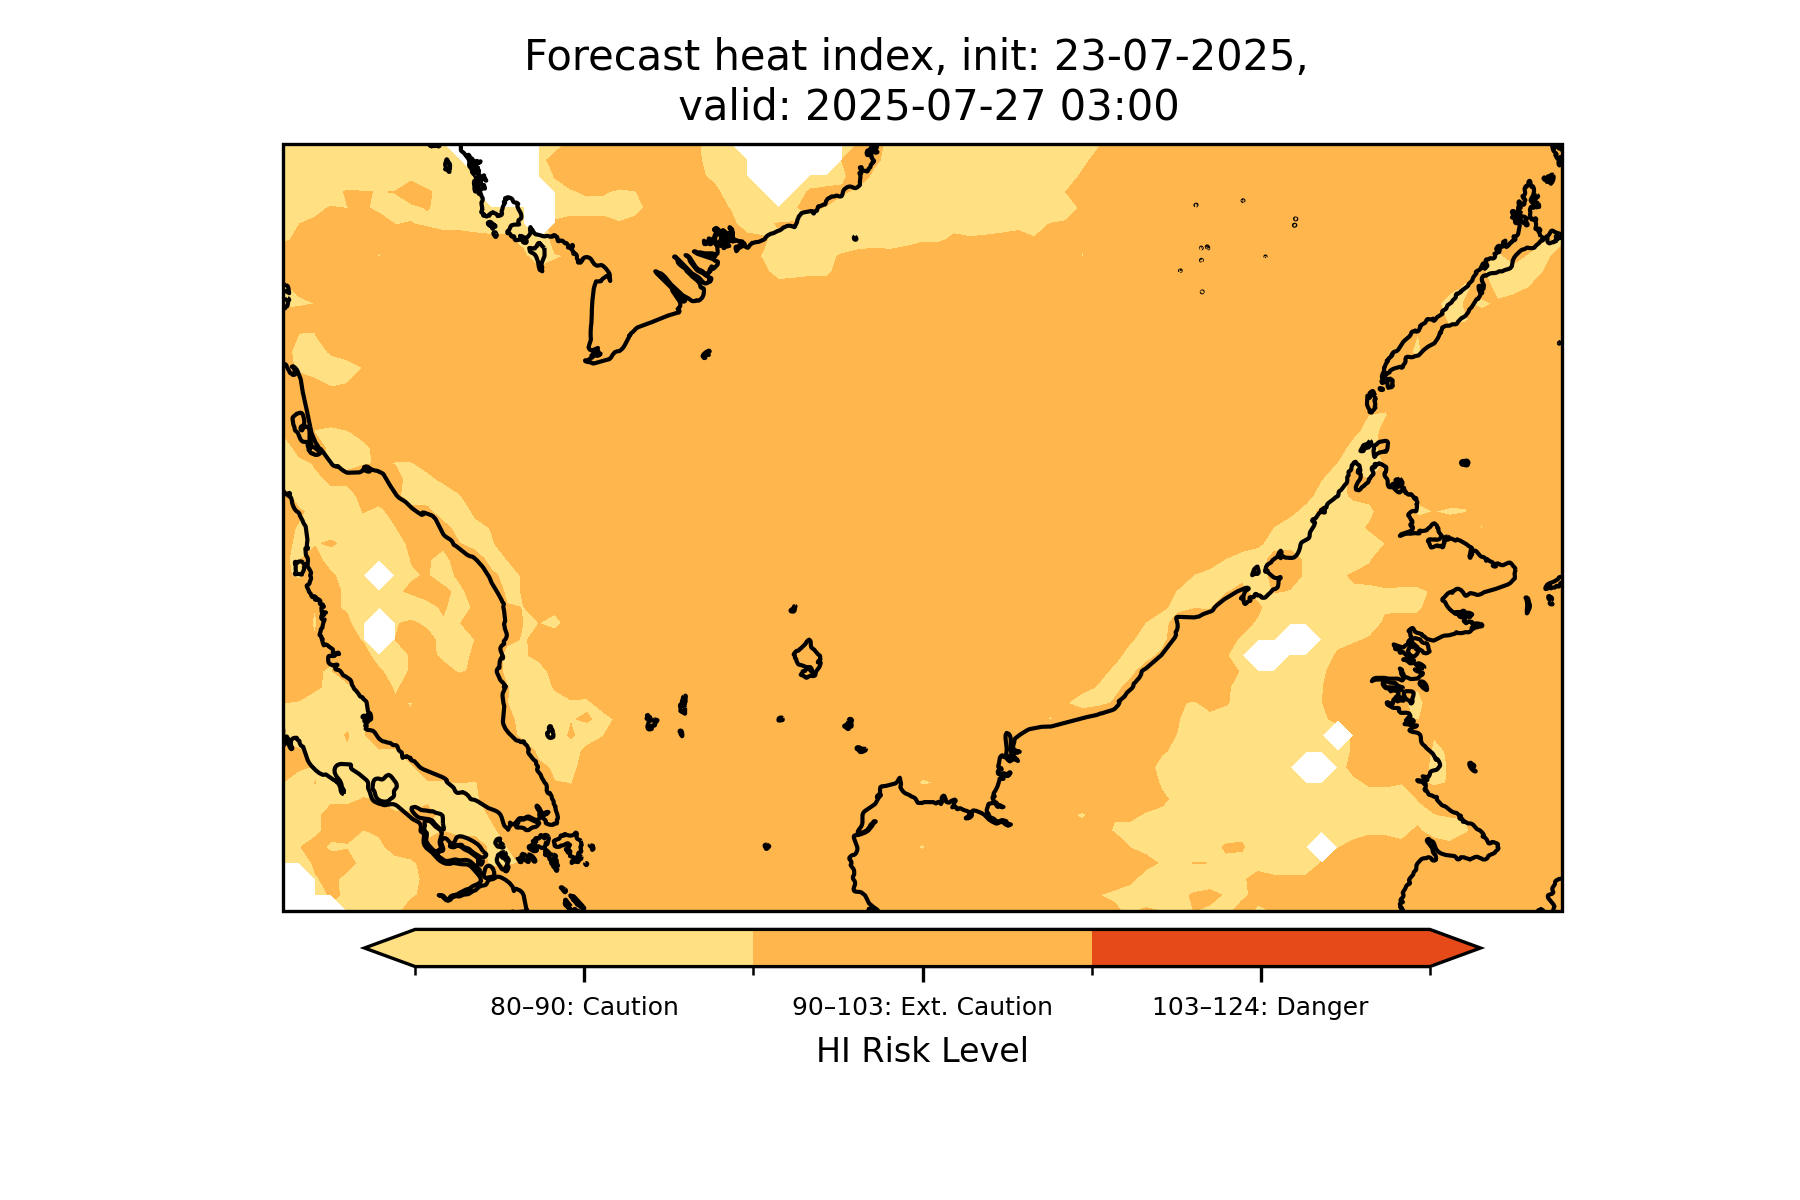 Forecast heat index, init: 23-07-2025,
valid: 2025-07-27 03:00
80–90: Caution
90–103: Ext. Caution
103–124: Danger
HI Risk Level